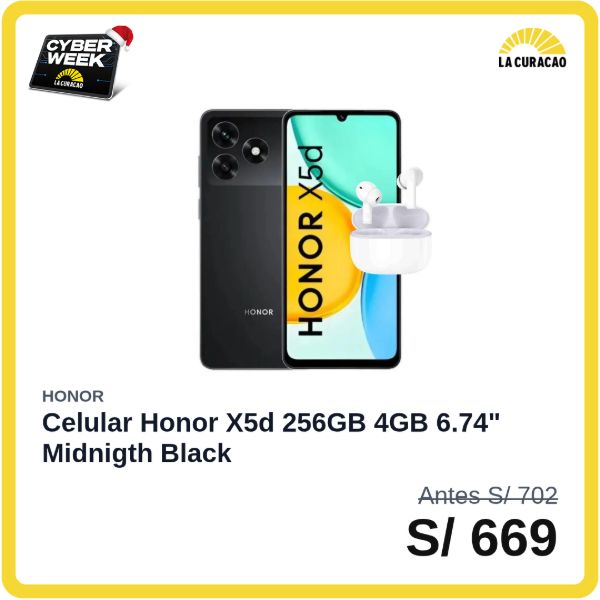 CYBER
WEEK
LA CURACAO
LA CURACAO
HONOR X5d
HONOR
HONOR
Celular Honor X5d 256GB 4GB 6.74"
Midnigth Black
Antes S/ 702
S/ 669